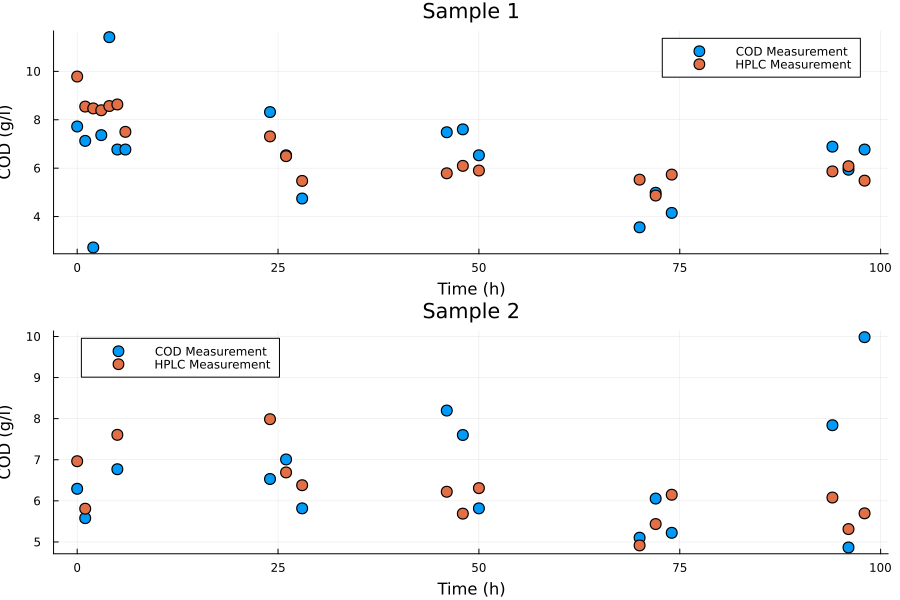 Sample 1
COD (g/l)
10
8
6
4
COD Measurement
HPLC Measurement
0 25 50 75 100
Time (h)
Sample 2
COD (g/l)
10
9
8
7
6
5
COD Measurement
HPLC Measurement
0 25 50 75 100
Time (h)